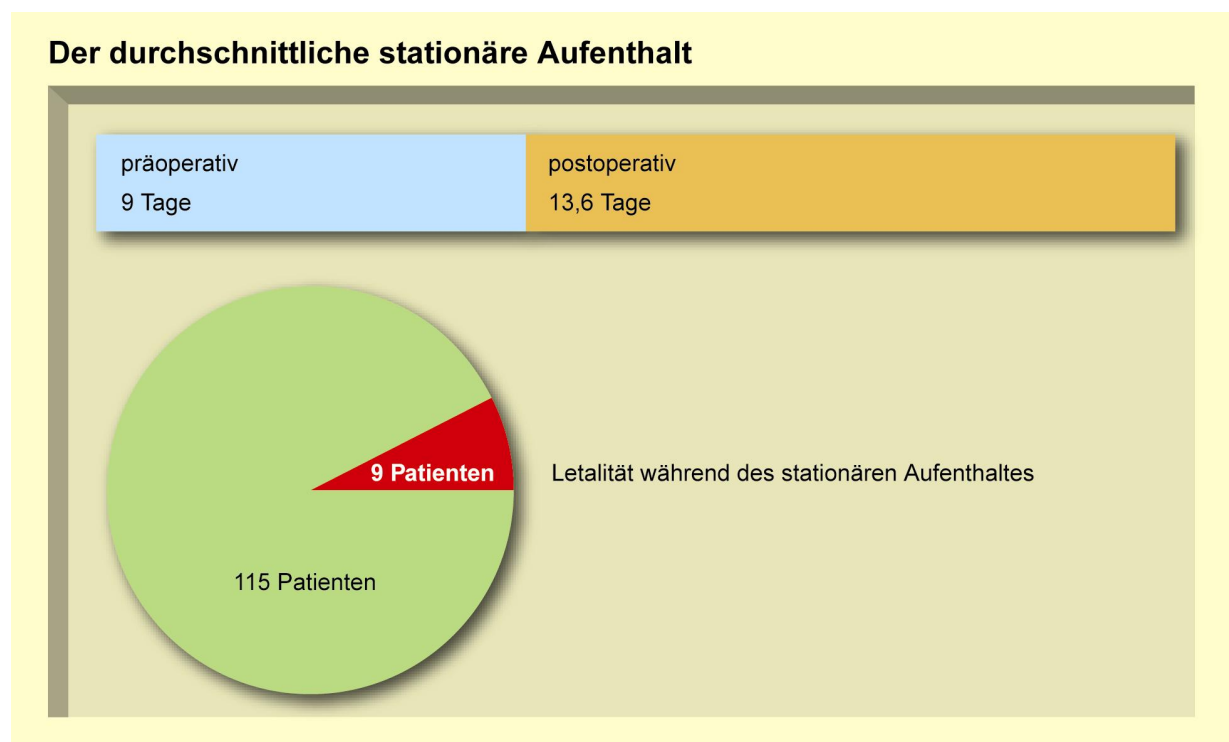 Der durchschnittliche stationäre Aufenthalt
präoperativ
9 Tage
postoperativ
13,6 Tage
9 Patienten
Letalität während des stationären Aufenthaltes
115 Patienten